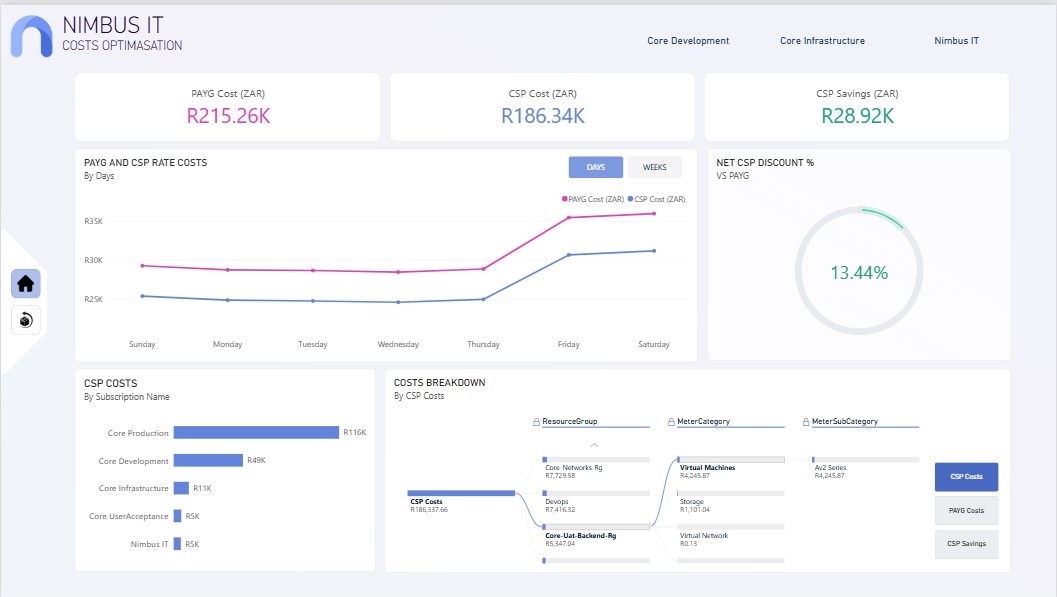 NIMBUS IT
COSTS OPTIMASATION
Core Development
Core Infrastructure
Nimbus IT
PAYG Cost (ZAR)
R215.26K
CSP Cost (ZAR)
R186.34K
CSP Savings (ZAR)
R28.92K
PAYG AND CSP RATE COSTS
By Days
DAYS
WEEKS
PAYG Cost (ZAR)
CSP Cost (ZAR)
R35K
R30K
R25K
Sunday
Monday
Tuesday
Wednesday
Thursday
Friday
Saturday
NET CSP DISCOUNT %
VS PAYG
13.44%
CSP COSTS
By Subscription Name
Core Production
R116K
Core Development
R49K
Core Infrastructure
R11K
Core UserAcceptance
R5K
Nimbus IT
R5K
COSTS BREAKDOWN
By CSP Costs
ResourceGroup
MeterCategory
MeterSubCategory
CSP Costs
R186,337.66
Core-Networks-Rg
R7,729.58
Devops
R7,416.32
Core-Uat-Backend-Rg
R5,347.04
Virtual Machines
R4,245.87
Storage
R1,101.04
Virtual Network
R0.13
Av2 Series
R4,245.87
CSP Costs
PAYG Costs
CSP Savings